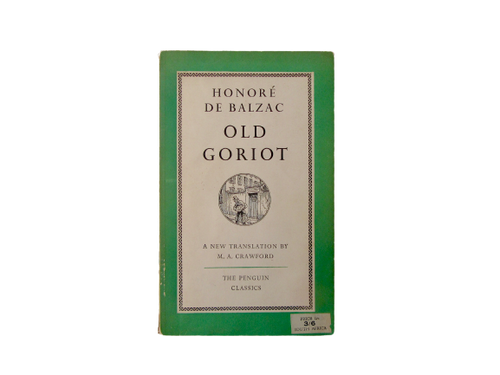 HONORÉ
DE BALZAC
OLD
GORIOT
A NEW TRANSLATION BY
M. A. CRAWFORD
THE PENGUIN
CLASSICS
3/6